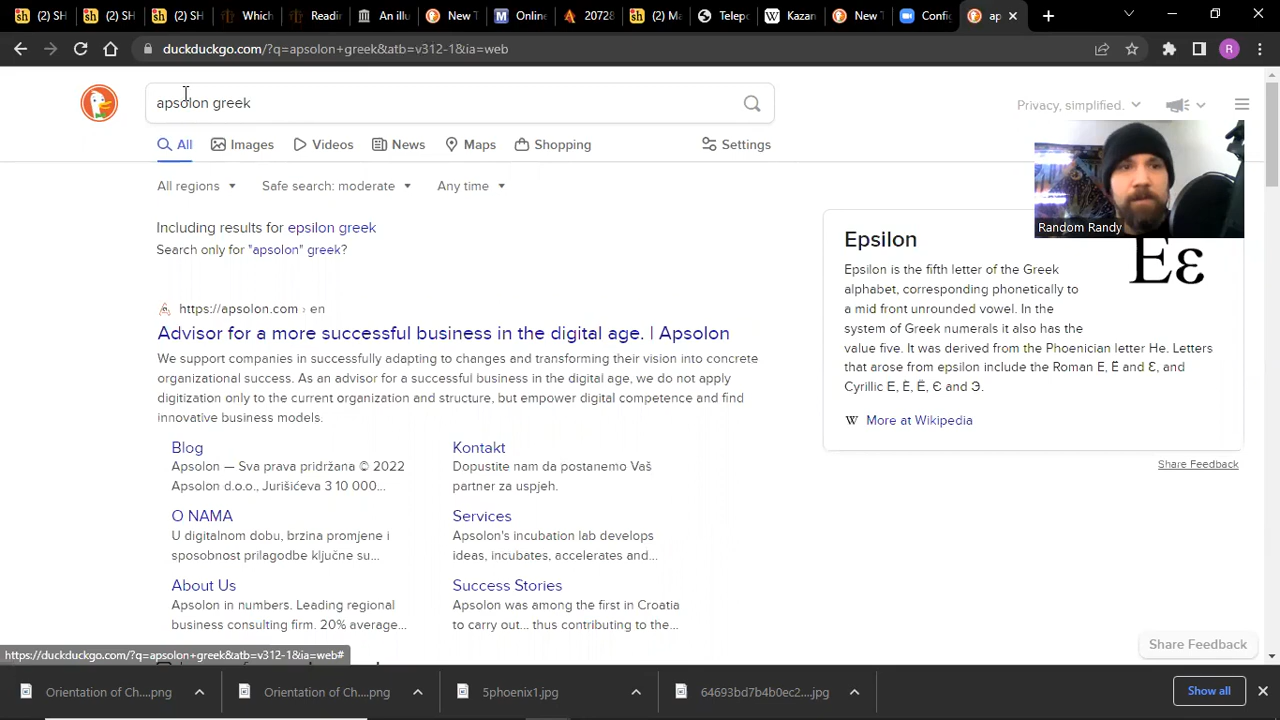 (2) SH
(2) SH
(2) SH
Which
Readin
An illu
New T
Online
20728
(2) Ma
Telepo
Kazan
New T
Config
ap
duckduckgo.com/?q=apsolon+greek&atb=v312-1&ia=web
R
apsolon greek
Privacy, simplified.
All Images Videos News Maps Shopping Settings
All regions Safe search: moderate Any time
Including results for epsilon greek
Search only for "apsolon" greek?
Random Randy
Epsilon
Εε
Epsilon is the fifth letter of the Greek
alphabet, corresponding phonetically to
a mid front unrounded vowel. In the
system of Greek numerals it also has the
value five. It was derived from the Phoenician letter He. Letters
that arose from epsilon include the Roman E, Ë and Ɛ, and
Cyrillic Е, È, Ё, Є and Э.
W More at Wikipedia
Share Feedback
https://apsolon.com › en
Advisor for a more successful business in the digital age. | Apsolon
We support companies in successfully adapting to changes and transforming their vision into concrete
organizational success. As an advisor for a successful business in the digital age, we do not apply
digitization only to the current organization and structure, but empower digital competence and find
innovative business models.
Blog
Apsolon — Sva prava pridržana © 2022
Apsolon d.o.o., Jurišićeva 3 10 000...
Kontakt
Dopustite nam da postanemo Vaš
partner za uspjeh.
O NAMA
U digitalnom dobu, brzina promjene i
sposobnost prilagodbe ključne su...
Services
Apsolon's incubation lab develops
ideas, incubates, accelerates and...
About Us
Apsolon in numbers. Leading regional
business consulting firm. 20% average...
Success Stories
Apsolon was among the first in Croatia
to carry out... thus contributing to the...
Share Feedback
https://duckduckgo.com/?q=apsolon+greek&atb=v312-1&ia=web#
Orientation of Ch....png
Orientation of Ch....png
5phoenix1.jpg
64693bd7b4b0ec2....jpg
Show all